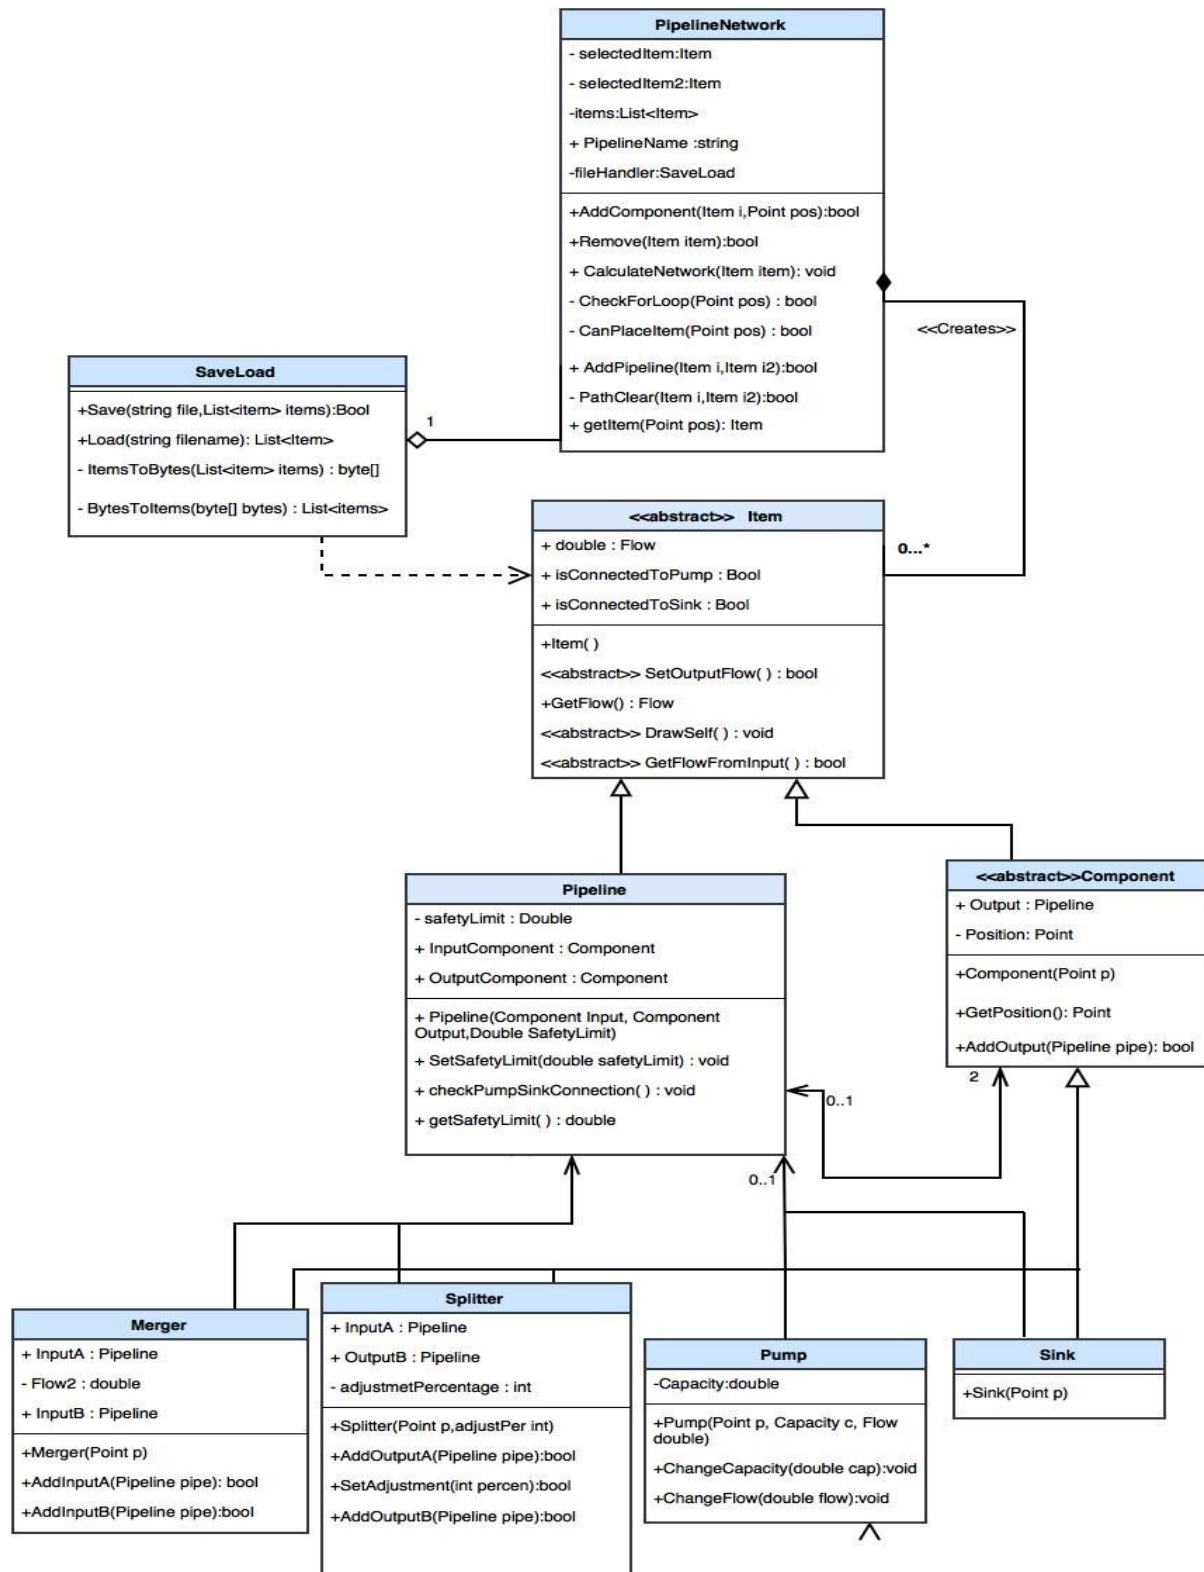 PipelineNetwork
- selectedItem:Item
- selectedItem2:Item
-items:List<Item>
+ PipelineName :string
-fileHandler:SaveLoad
+AddComponent(Item i,Point pos):bool
+Remove(Item item):bool
+ CalculateNetwork(Item item): void
- CheckForLoop(Point pos) : bool
- CanPlaceItem(Point pos) : bool
+ AddPipeline(Item i,Item i2):bool
- PathClear(Item i,Item i2):bool
+ getItem(Point pos): Item
<<Creates>>
SaveLoad
+Save(string file,List<item> items):Bool
+Load(string filename): List<Item>
- ItemsToBytes(List<item> items) : byte[]
- BytesToItems(byte[] bytes) : List<items>
1
<<abstract>> Item
+ double : Flow
+ isConnectedToPump : Bool
+ isConnectedToSink : Bool
+Item( )
<<abstract>> SetOutputFlow( ) : bool
+GetFlow() : Flow
<<abstract>> DrawSelf( ) : void
<<abstract>> GetFlowFromInput( ) : bool
0...*
Pipeline
- safetyLimit : Double
+ InputComponent : Component
+ OutputComponent : Component
+ Pipeline(Component Input, Component
Output,Double SafetyLimit)
+ SetSafetyLimit(double safetyLimit) : void
+ checkPumpSinkConnection( ) : void
+ getSafetyLimit( ) : double
<<abstract>>Component
+ Output : Pipeline
- Position: Point
+Component(Point p)
+GetPosition(): Point
+AddOutput(Pipeline pipe): bool
2
0..1
0..1
Merger
+ InputA : Pipeline
- Flow2 : double
+ InputB : Pipeline
+Merger(Point p)
+AddInputA(Pipeline pipe): bool
+AddInputB(Pipeline pipe):bool
Splitter
+ InputA : Pipeline
+ OutputB : Pipeline
- adjustmetPercentage : int
+Splitter(Point p,adjustPer int)
+AddOutputA(Pipeline pipe):bool
+SetAdjustment(int percen):bool
+AddOutputB(Pipeline pipe):bool
Pump
-Capacity:double
+Pump(Point p, Capacity c, Flow
double)
+ChangeCapacity(double cap):void
+ChangeFlow(double flow):void
Sink
+Sink(Point p)